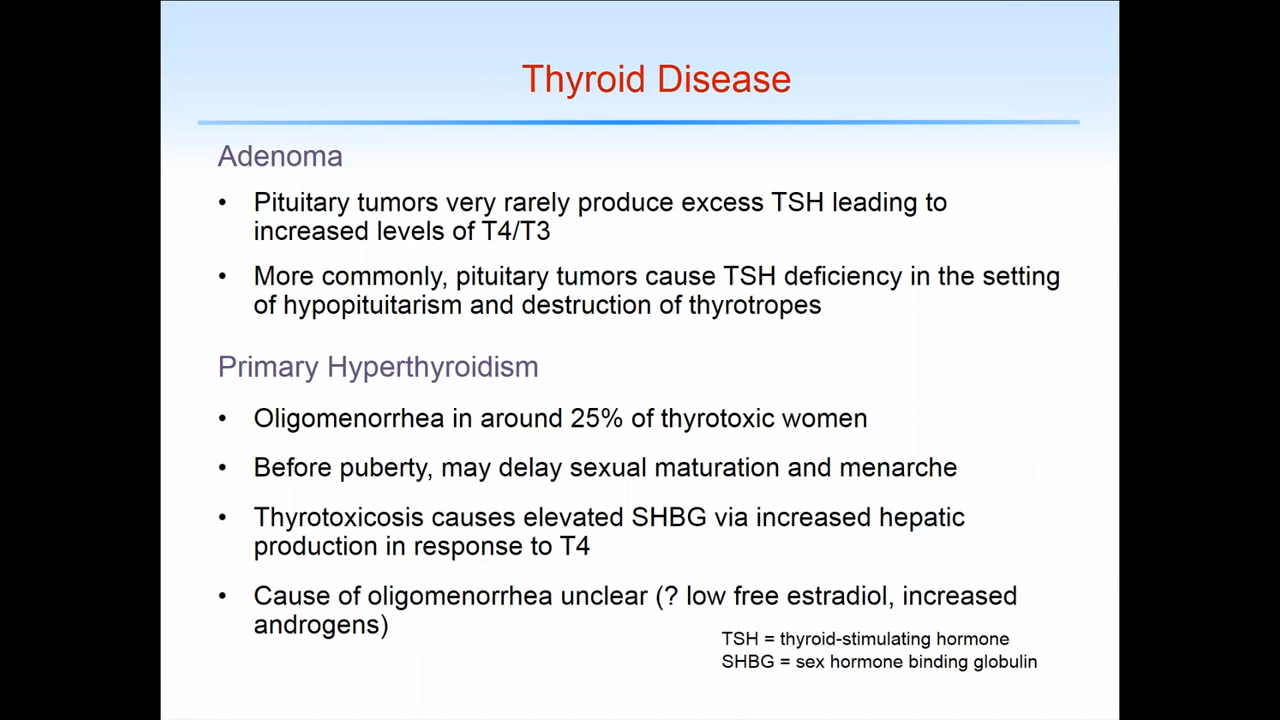 Thyroid Disease
Adenoma
• Pituitary tumors very rarely produce excess TSH leading to
increased levels of T4/T3
• More commonly, pituitary tumors cause TSH deficiency in the setting
of hypopituitarism and destruction of thyrotropes
Primary Hyperthyroidism
• Oligomenorrhea in around 25% of thyrotoxic women
• Before puberty, may delay sexual maturation and menarche
• Thyrotoxicosis causes elevated SHBG via increased hepatic
production in response to T4
• Cause of oligomenorrhea unclear (? low free estradiol, increased
androgens)
TSH = thyroid-stimulating hormone
SHBG = sex hormone binding globulin